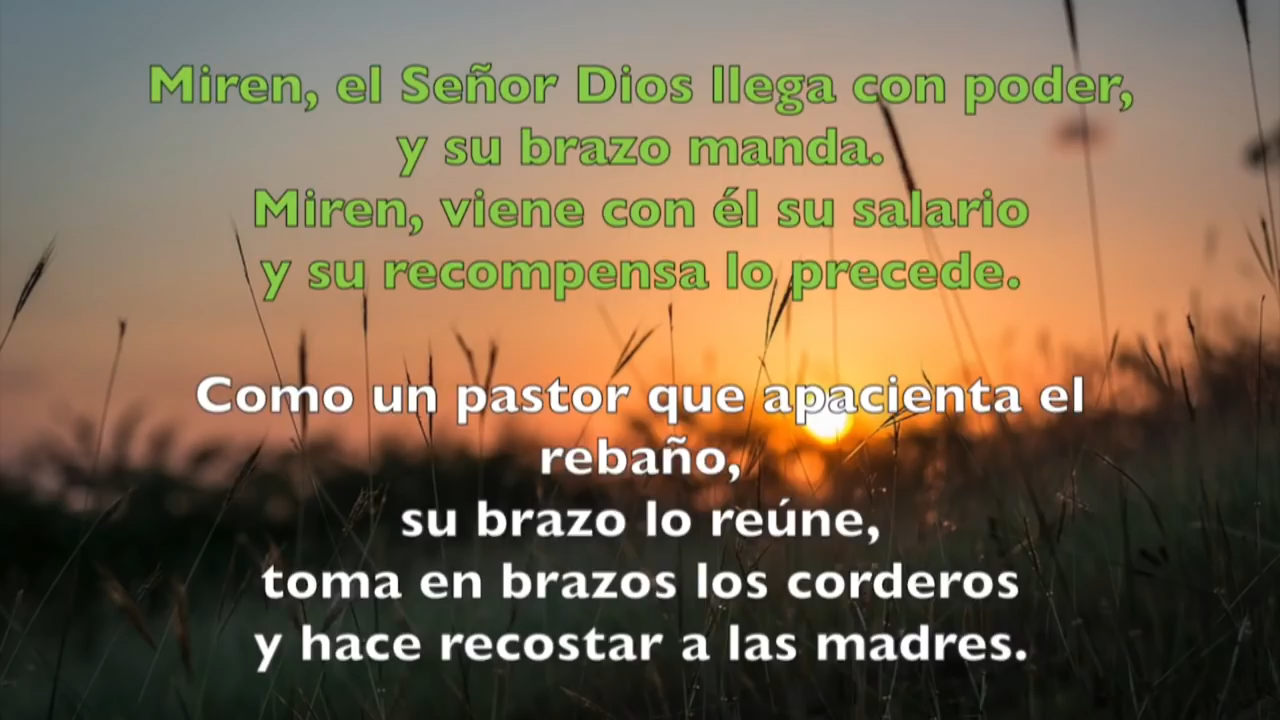 Miren, el Señor Dios llega con poder,
y su brazo manda.
Miren, viene con él su salario
y su recompensa lo precede.
Como un pastor que apacienta el
rebaño,
su brazo lo reúne,
toma en brazos los corderos
y hace recostar a las madres.